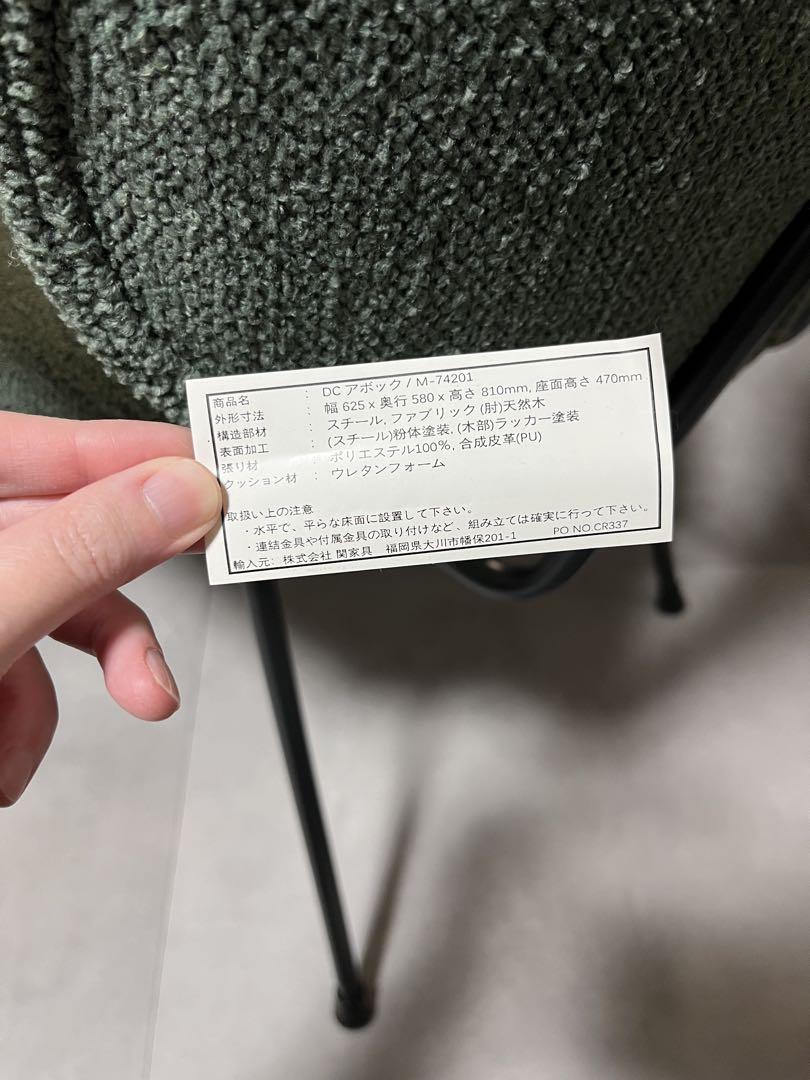 商品名 : DC アボック / M-74201
外形寸法 : 幅 625 x 奥行 580 x 高さ 810mm, 座面高さ 470mm
構造部材 : スチール, ファブリック (肘)天然木
表面加工 : (スチール)粉体塗装, (木部)ラッカー塗装
張り材 : ポリエステル100%, 合成皮革(PU)
クッション材 : ウレタンフォーム
取扱い上の注意
・水平で、平らな床面に設置して下さい。
・連結金具や付属金具の取り付けなど、組み立ては確実に行って下さい。
輸入元: 株式会社 関家具 福岡県大川市幡保201-1 PO NO.CR337